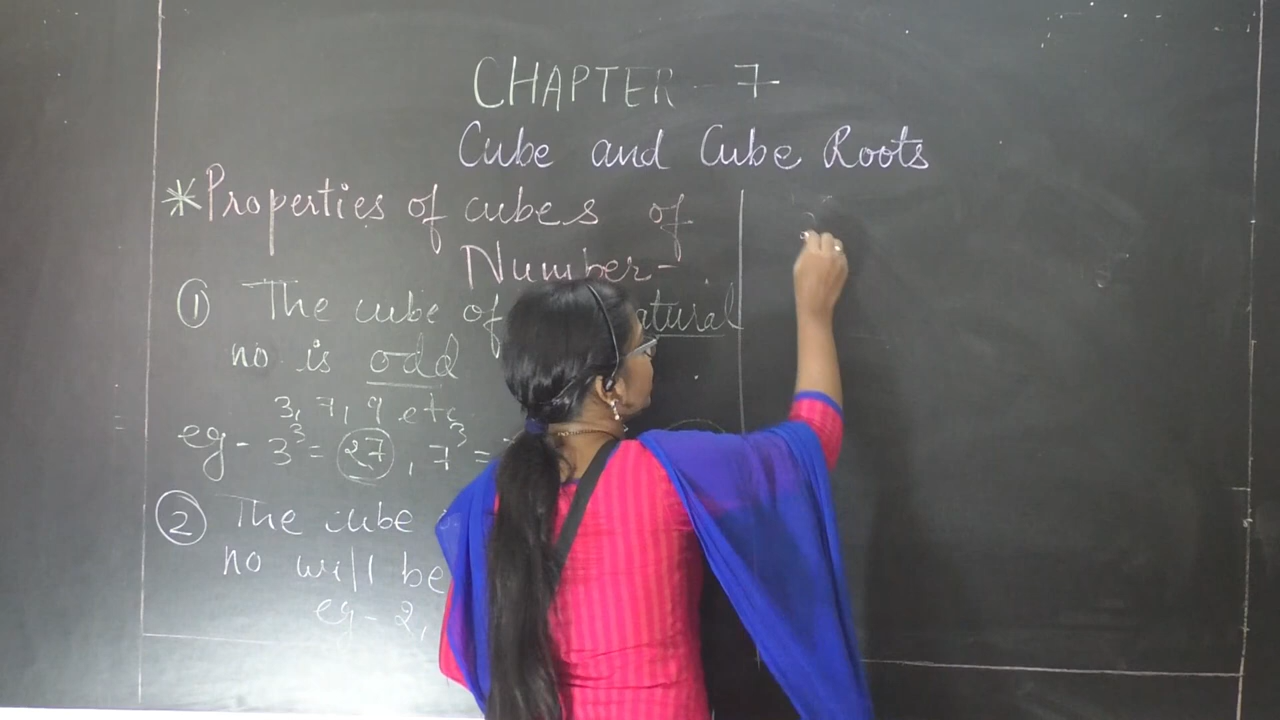 CHAPTER - 7
Cube and Cube Roots
* Properties of cubes of
Number-
① The cube of atural
no is odd
3, 7, 9 etc
eg- 3³ = 27, 7³ =
② The cube
no will be
eg- 2,